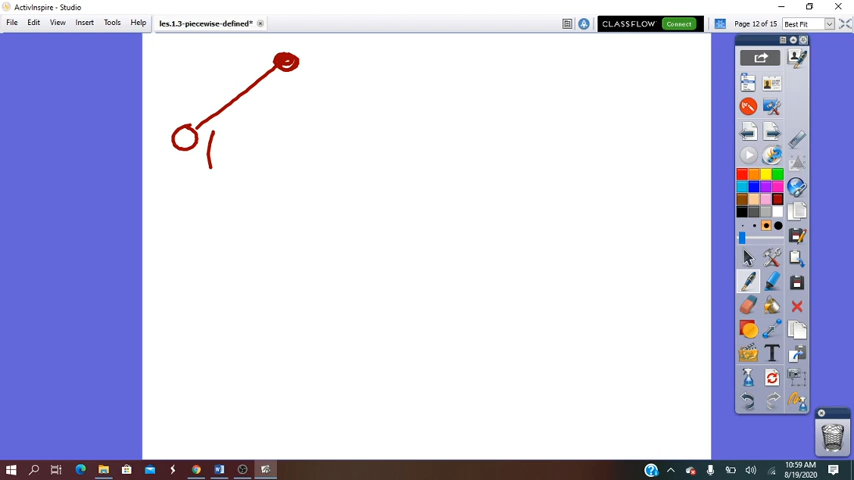 ActivInspire - Studio
File Edit View Insert Tools Help
les.1.3-piecewise-defined*
CLASSFLOW Connect
Page 12 of 15
Best Fit
(
T
10:59 AM
8/19/2020